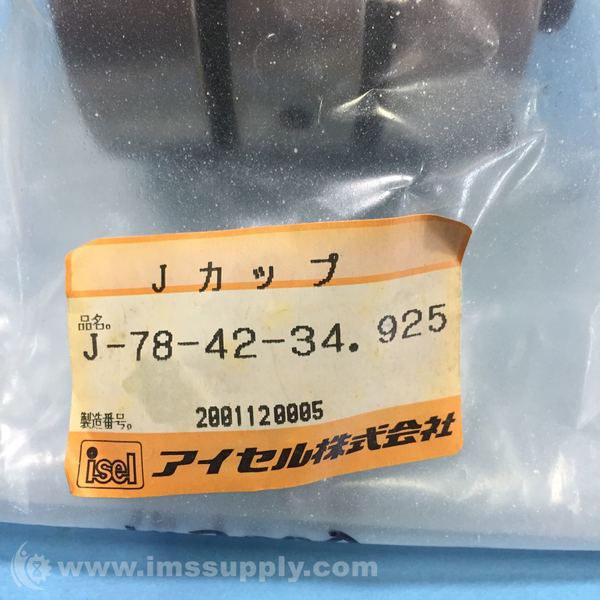 Jカップ
品名。
J-78-42-34.925
製造番号。
2001120005
isel アイセル株式会社
www.imssupply.com